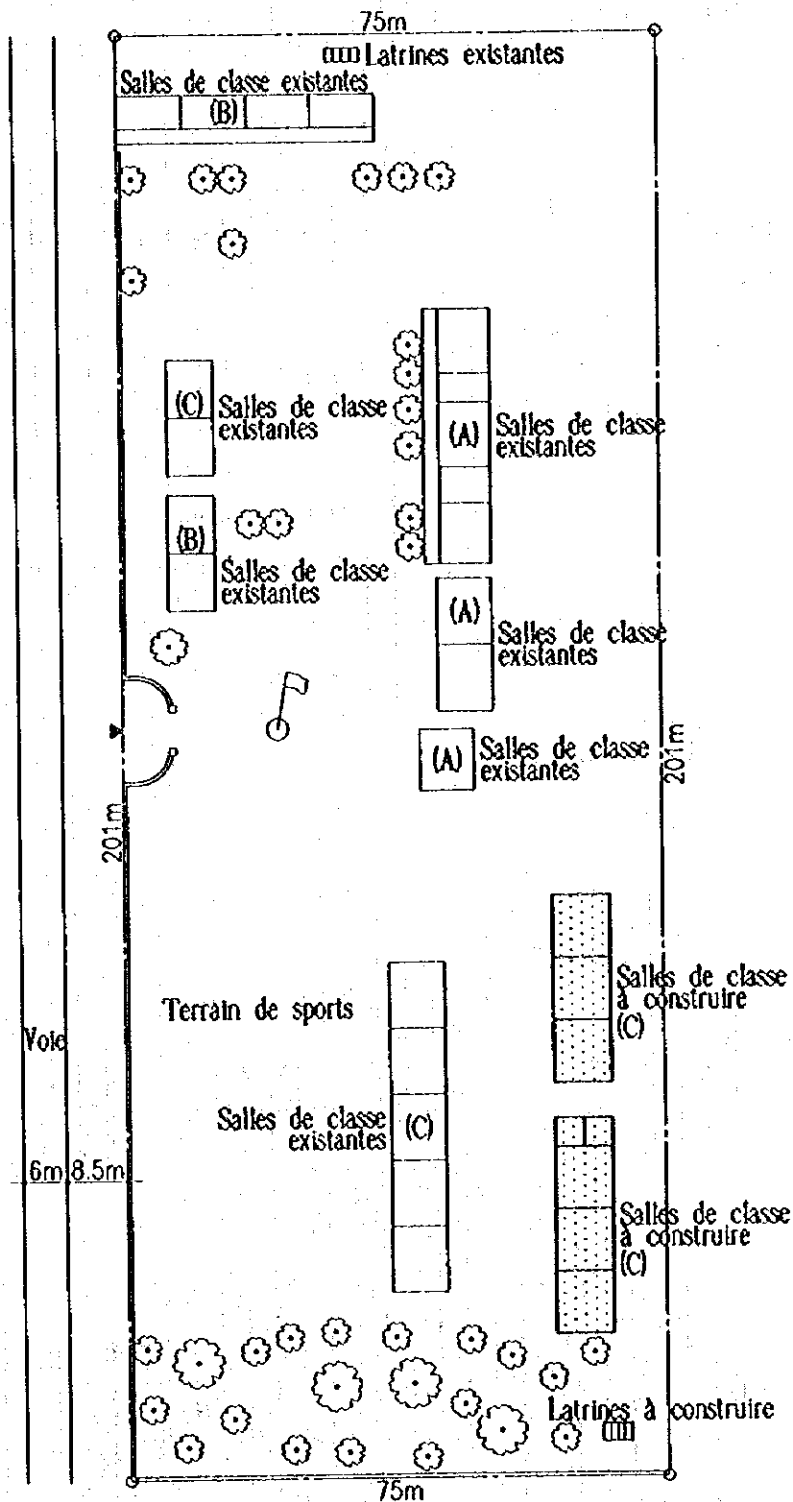 75m
Latrines existantes
Salles de classe existantes
(B)
(C)
Salles de classe
existantes
(A)
Salles de classe
existantes
(B)
Salles de classe
existantes
(A)
Salles de classe
existantes
(A)
Salles de classe
existantes
201m
201m
Terrain de sports
Salles de classe
à construire
(C)
Voie
Salles de classe
existantes
(C)
6m
8.5m
Salles de classe
à construire
(C)
Latrines à construire
75m